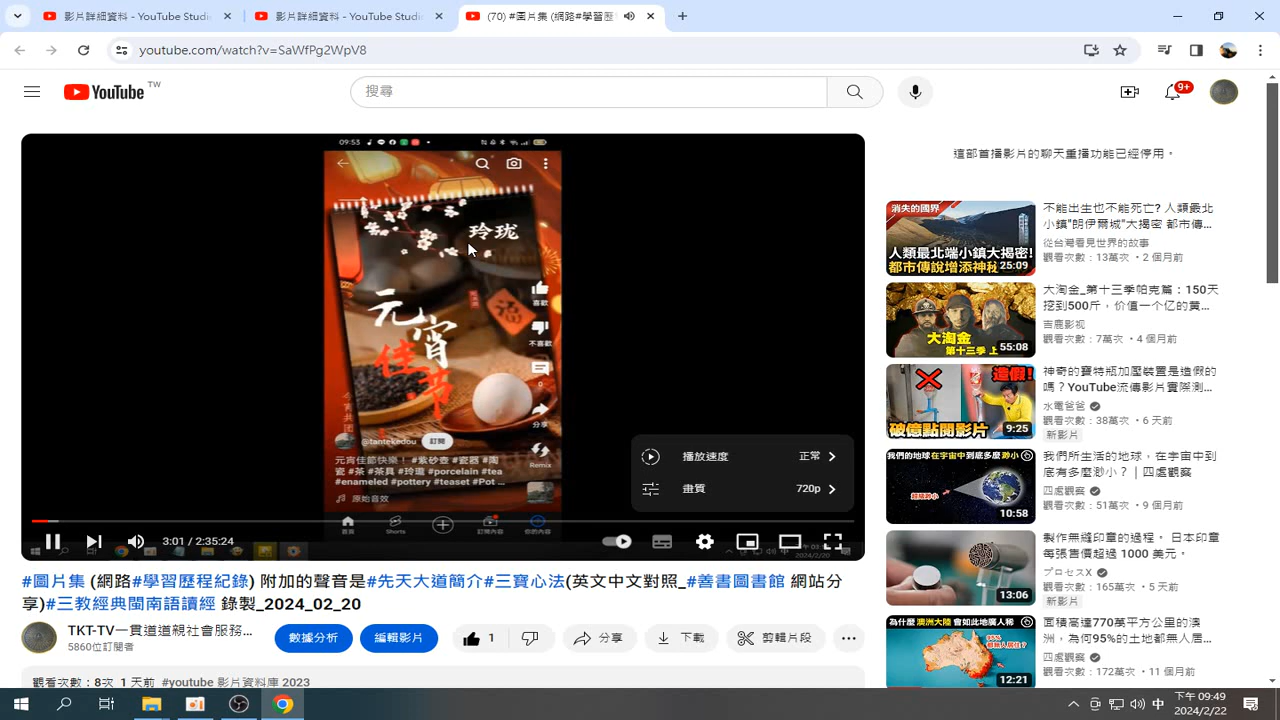 影片詳細資料 - YouTube Studi
影片詳細資料 - YouTube Studi
(70) #圖片集 (網路#學習歷
youtube.com/watch?v=SaWfPg2WpV8
YouTube TW
搜尋
9+
09:53
玲珑
元宵
佳节
喜歡
不喜歡
0
分享
Remix
@tantekedou 訂閱
元宵佳節快樂！ #紫砂壺 #瓷器 #陶
瓷 #茶 #茶具 #玲瓏 #porcelain #tea
#enameled #pottery #teaset #Pot ...
原始音效
首頁
Shorts
訂閱內容
你的內容
播放速度 正常
畫質 720p
3:01 / 2:35:24
#圖片集 (網路#學習歷程紀錄) 附加的聲音是#先天大道簡介#三寶心法(英文中文對照_#善書圖書館 網站分
享)#三教經典閩南語讀經 錄製_2024_02_20
TKT-TV一貫道道親社會服務...
5860位訂閱者
數據分析
編輯影片
1
分享
下載
剪輯片段
觀看次數：8次 1 天前 #youtube 影片資料庫 2023
這部首播影片的聊天重播功能已經停用。
消失的國界
人類最北端小鎮大揭密!
都市傳說增添神秘
25:09
不能出生也不能死亡? 人類最北
小鎮"朗伊爾城"大揭密 都市傳...
從台灣看見世界的故事
觀看次數：13萬次 · 2 個月前
大淘金
第十三季 上
55:08
大淘金_第十三季帕克篇：150天
挖到500斤，价值一个亿的黄...
吉鹿影视
觀看次數：7萬次 · 4 個月前
造假!
破億點閱影片
9:25
神奇的寶特瓶加壓裝置是造假的
嗎？YouTube流傳影片實際測...
水電爸爸
觀看次數：38萬次 · 6 天前
新影片
我們的地球在宇宙中到底有多麼渺小
10:58
我們所生活的地球，在宇宙中到
底有多麼渺小？｜四處觀察
四處觀察
觀看次數：51萬次 · 9 個月前
13:06
製作無縫印章的過程。 日本印章
每張售價超過 1000 美元。
プロセスX
觀看次數：165萬次 · 5 天前
新影片
為什麼 澳洲大陸 會如此地廣人稀
12:21
面積高達770萬平方公里的澳
洲，為何95%的土地都無人居...
四處觀察
觀看次數：172萬次 · 11 個月前
中
下午 09:49
2024/2/22